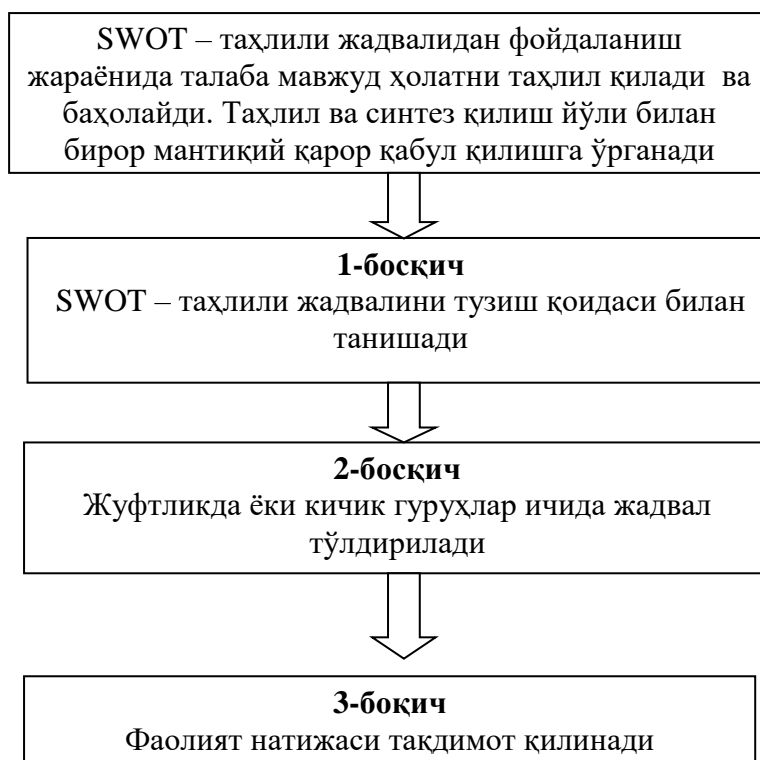 SWOT – таҳлили жадвалидан фойдаланиш
жараёнида талаба мавжуд ҳолатни таҳлил қилади ва
баҳолайди. Таҳлил ва синтез қилиш йўли билан
бирор мантиқий қарор қабул қилишга ўрганади
1-босқич
SWOT – таҳлили жадвалини тузиш қоидаси билан
танишади
2-босқич
Жуфтликда ёки кичик гуруҳлар ичида жадвал
тўлдирилади
3-боқич
Фаолият натижаси тақдимот қилинади